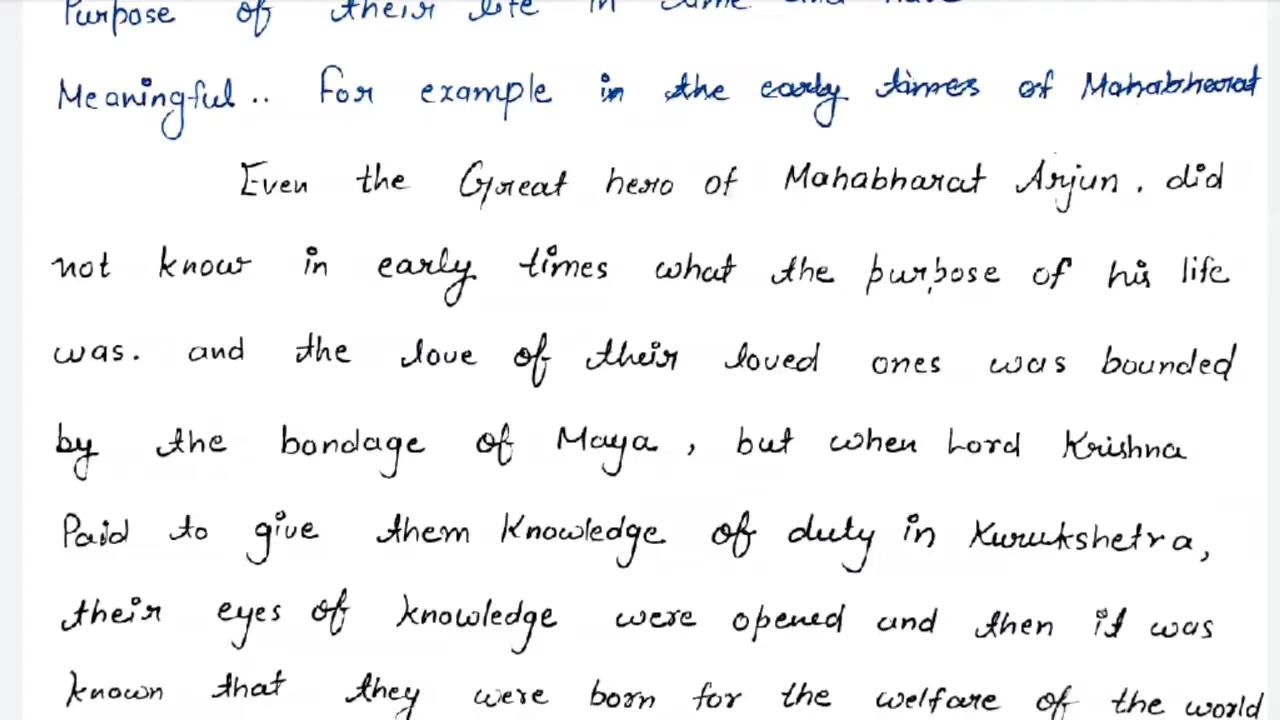 Purpose of their life in time and have
Meaningful.. For example in the early times of Mahabharat
Even the Great hero of Mahabharat Arjun. did
not know in early times what the purpose of his life
was. and the love of their loved ones was bounded
by the bondage of Maya, but when Lord Krishna
Paid to give them Knowledge of duty in Kurukshetra,
their eyes of knowledge were opened and then it was
known that they were born for the welfare of the world